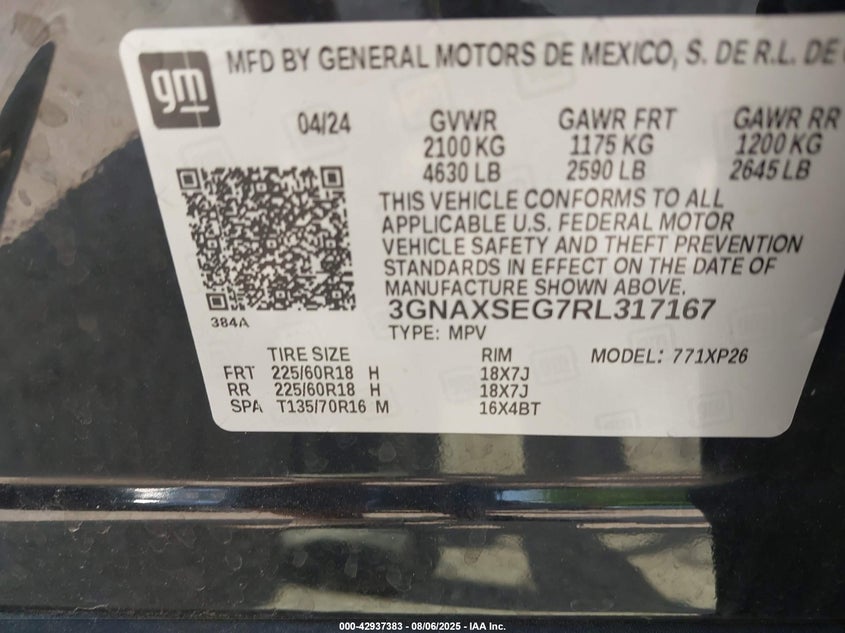 gm
MFD BY GENERAL MOTORS DE MEXICO, S. DE R.L. DE
04/24 GVWR GAWR FRT GAWR RR
2100 KG 1175 KG 1200 KG
4630 LB 2590 LB 2645 LB
THIS VEHICLE CONFORMS TO ALL
APPLICABLE U.S. FEDERAL MOTOR
VEHICLE SAFETY AND THEFT PREVENTION
STANDARDS IN EFFECT ON THE DATE OF
MANUFACTURE SHOWN ABOVE.
384A
3GNAXSEG7RL317167
TYPE: MPV
TIRE SIZE RIM MODEL: 771XP26
FRT 225/60R18 H 18X7J
RR 225/60R18 H 18X7J
SPA T135/70R16 M 16X4BT
000-42937383 - 08/06/2025 - IAA Inc.